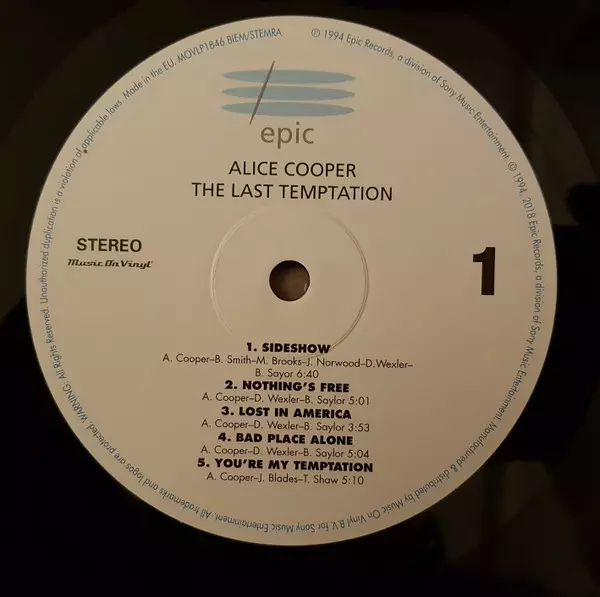 epic
ALICE COOPER
THE LAST TEMPTATION
STEREO
Music On Vinyl
1
1. SIDESHOW
A. Cooper–B. Smith–M. Brooks–J. Norwood–D.Wexler–
B. Sayor 6:40
2. NOTHING'S FREE
A. Cooper–D. Wexler–B. Saylor 5:01
3. LOST IN AMERICA
A. Cooper–D. Wexler–B. Saylor 3:53
4. BAD PLACE ALONE
A. Cooper–D. Wexler–B. Saylor 5:04
5. YOU'RE MY TEMPTATION
A. Cooper–J. Blades–T. Shaw 5:10
℗ 1994 Epic Records, a division of Sony Music Entertainment. © 1994, 2018 Epic Records, a division of Sony Music Entertainment. Manufactured & distributed by Music On Vinyl B.V. for Sony Music Entertainment. All trademarks and logos are protected. WARNING: All Rights Reserved. Unauthorized duplication is a violation of applicable laws. Made in the EU. MOVLP1846 BIEM/STEMRA